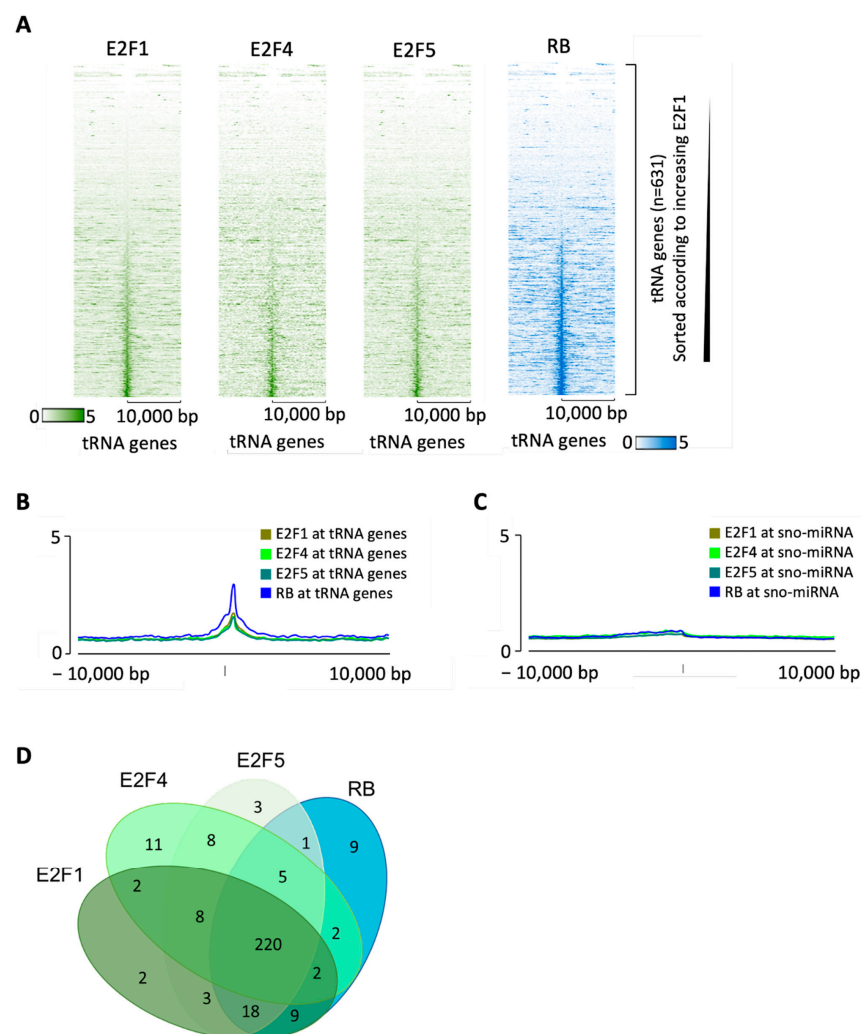 A
E2F1
E2F4
E2F5
RB
tRNA genes (n=631)
Sorted according to increasing E2F1
0
5
10,000 bp
10,000 bp
10,000 bp
10,000 bp
tRNA genes
tRNA genes
tRNA genes
tRNA genes
0
5
B
5
0
E2F1 at tRNA genes
E2F4 at tRNA genes
E2F5 at tRNA genes
RB at tRNA genes
− 10,000 bp
10,000 bp
C
5
0
E2F1 at sno-miRNA
E2F4 at sno-miRNA
E2F5 at sno-miRNA
RB at sno-miRNA
− 10,000 bp
10,000 bp
D
E2F5
E2F4
RB
E2F1
3
11
8
1
9
5
2
8
220
2
2
2
3
18
9